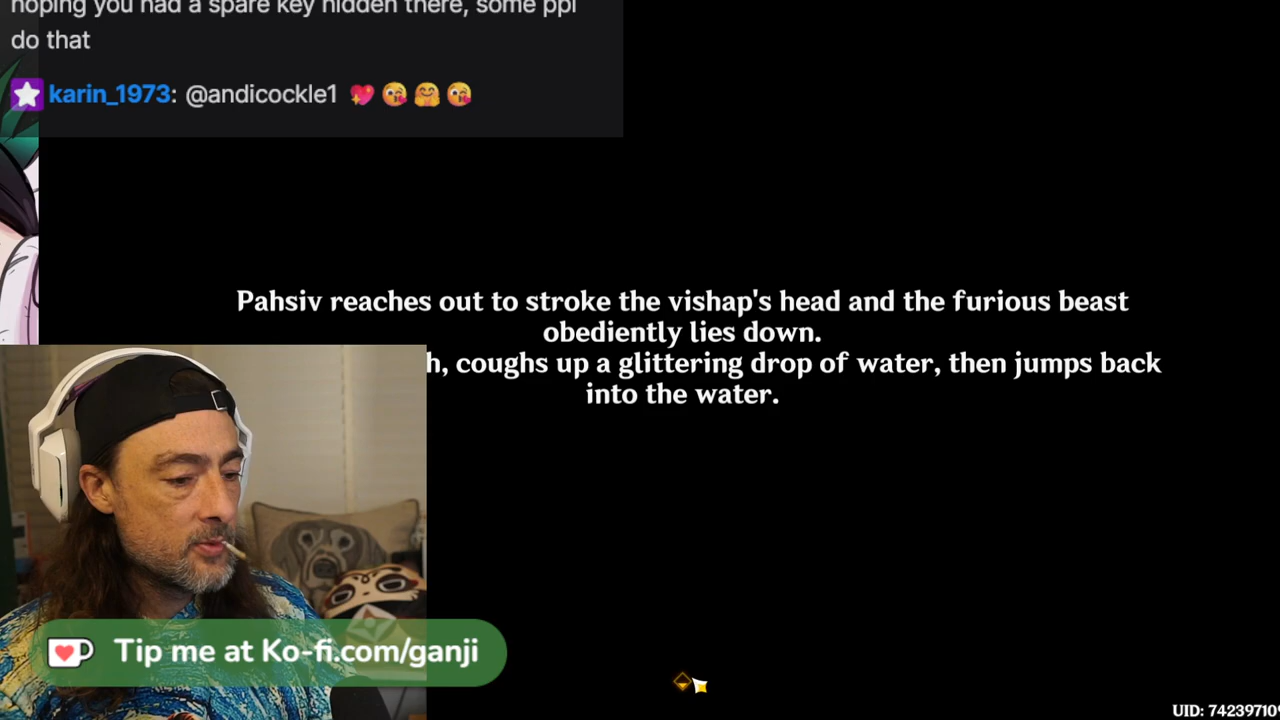 hoping you had a spare key hidden there, some ppl
do that
karin_1973: @andicockle1 💖 😘 🤗 😘
Pahsiv reaches out to stroke the vishap's head and the furious beast
obediently lies down.
h, coughs up a glittering drop of water, then jumps back
into the water.
Tip me at Ko-fi.com/ganji
UID: 742397109